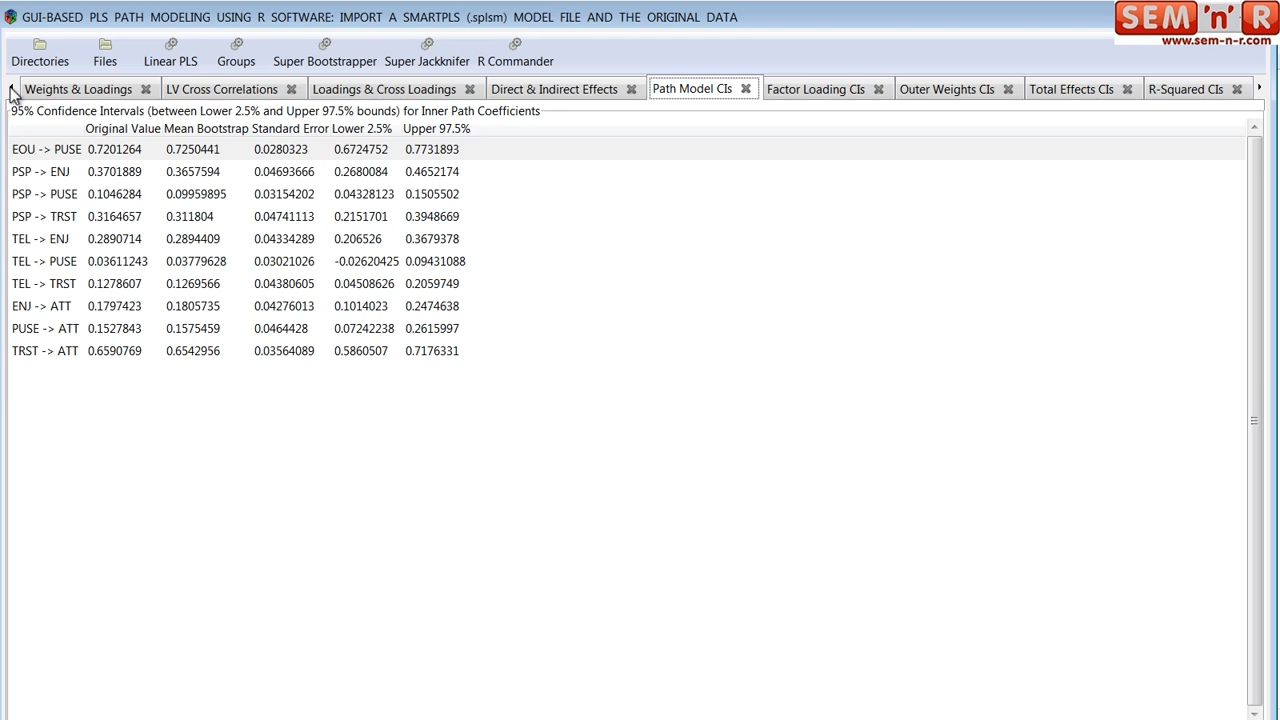 GUI-BASED PLS PATH MODELING USING R SOFTWARE: IMPORT A SMARTPLS (.splsm) MODEL FILE AND THE ORIGINAL DATA
SEM 'n' R
www.sem-n-r.com
Directories Files Linear PLS Groups Super Bootstrapper Super Jackknifer R Commander
Weights & Loadings LV Cross Correlations Loadings & Cross Loadings Direct & Indirect Effects Path Model CIs Factor Loading CIs Outer Weights CIs Total Effects CIs R-Squared CIs
95% Confidence Intervals (between Lower 2.5% and Upper 97.5% bounds) for Inner Path Coefficients
Original Value Mean Bootstrap Standard Error Lower 2.5% Upper 97.5%
EOU -> PUSE 0.7201264 0.7250441 0.0280323 0.6724752 0.7731893
PSP -> ENJ 0.3701889 0.3657594 0.04693666 0.2680084 0.4652174
PSP -> PUSE 0.1046284 0.09959895 0.03154202 0.04328123 0.1505502
PSP -> TRST 0.3164657 0.311804 0.04741113 0.2151701 0.3948669
TEL -> ENJ 0.2890714 0.2894409 0.04334289 0.206526 0.3679378
TEL -> PUSE 0.03611243 0.03779628 0.03021026 -0.02620425 0.09431088
TEL -> TRST 0.1278607 0.1269566 0.04380605 0.04508626 0.2059749
ENJ -> ATT 0.1797423 0.1805735 0.04276013 0.1014023 0.2474638
PUSE -> ATT 0.1527843 0.1575459 0.0464428 0.07242238 0.2615997
TRST -> ATT 0.6590769 0.6542956 0.03564089 0.5860507 0.7176331